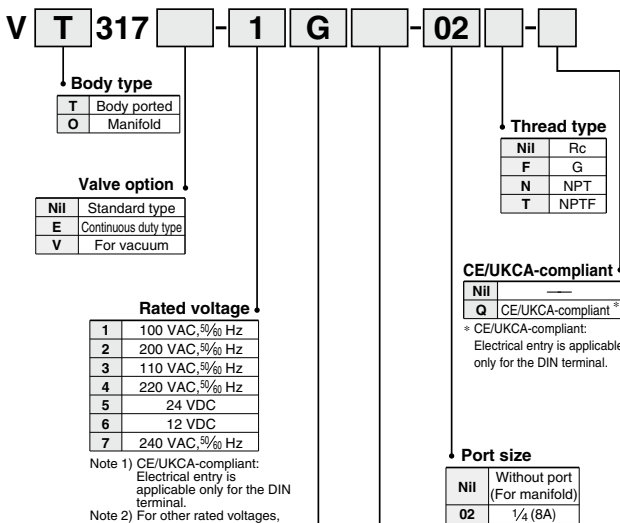 V T 317 - 1 G - 02 -
Body type
T Body ported
O Manifold
Valve option
Nil Standard type
E Continuous duty type
V For vacuum
Rated voltage
1 100 VAC, 50/60 Hz
2 200 VAC, 50/60 Hz
3 110 VAC, 50/60 Hz
4 220 VAC, 50/60 Hz
5 24 VDC
6 12 VDC
7 240 VAC, 50/60 Hz
Note 1) CE/UKCA-compliant:
Electrical entry is
applicable only for the DIN
terminal.
Note 2) For other rated voltages,
Thread type
Nil Rc
F G
N NPT
T NPTF
CE/UKCA-compliant
Nil —
Q CE/UKCA-compliant *
* CE/UKCA-compliant:
Electrical entry is applicable
only for the DIN terminal.
Port size
Nil Without port
(For manifold)
02 1/4 (8A)